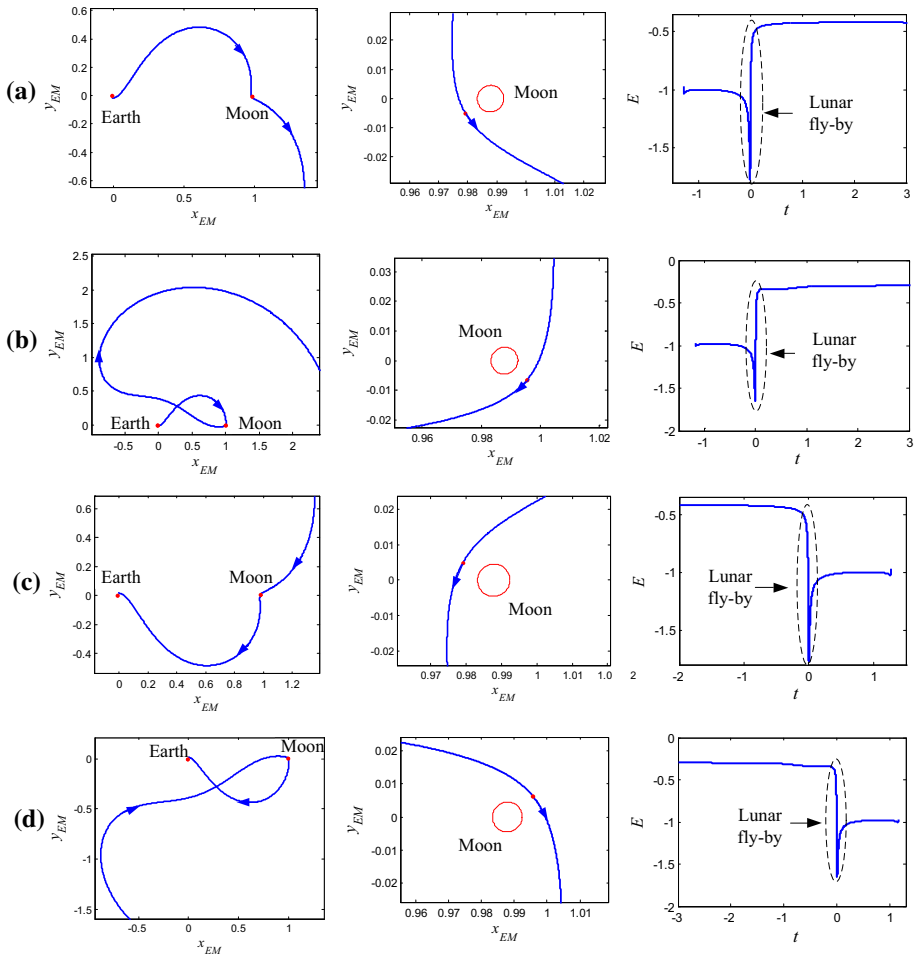 (a)
0.6
0.4
0.2
0
-0.2
-0.4
-0.6
y_EM
Earth
Moon
0
0.5
1
x_EM
0.02
0.01
0
-0.01
-0.02
y_EM
Moon
0.96 0.97 0.98 0.99 1 1.01 1.02
x_EM
-0.5
-1
-1.5
E
Lunar
fly-by
-1 0 1 2 3
t
(b)
2.5
2
1.5
1
0.5
0
y_EM
Earth
Moon
-0.5 0 0.5 1 1.5 2
x_EM
0.03
0.02
0.01
0
-0.01
-0.02
y_EM
Moon
0.96 0.98 1 1.02
x_EM
0
-0.5
-1
-1.5
-2
E
Lunar
fly-by
-1 0 1 2 3
t
(c)
0.6
0.4
0.2
0
-0.2
-0.4
y_EM
Earth
Moon
0 0.2 0.4 0.6 0.8 1 1.2
x_EM
0.02
0.01
0
-0.01
-0.02
y_EM
Moon
0.97 0.98 0.99 1 1.01 1.0 2
x_EM
-0.5
-1
-1.5
E
Lunar
fly-by
-2 -1 0 1
t
(d)
0
-0.5
-1
-1.5
y_EM
Earth
Moon
-0.5 0 0.5 1
x_EM
0.02
0.01
0
-0.01
-0.02
y_EM
Moon
0.96 0.97 0.98 0.99 1 1.01
x_EM
0
-0.5
-1
-1.5
-2
E
Lunar
fly-by
-3 -2 -1 0 1
t